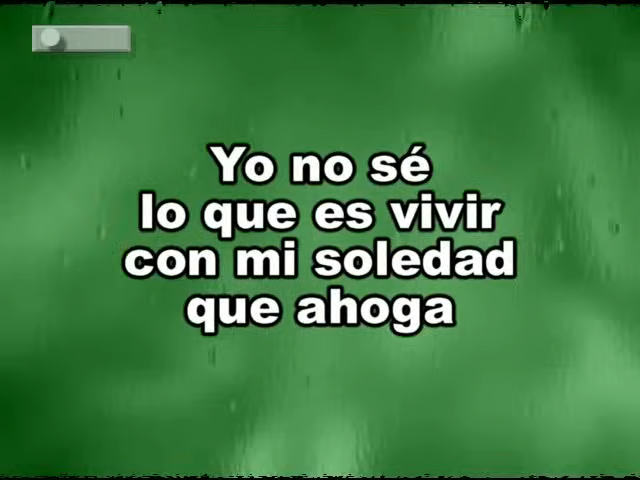 Yo no sé
lo que es vivir
con mi soledad
que ahoga